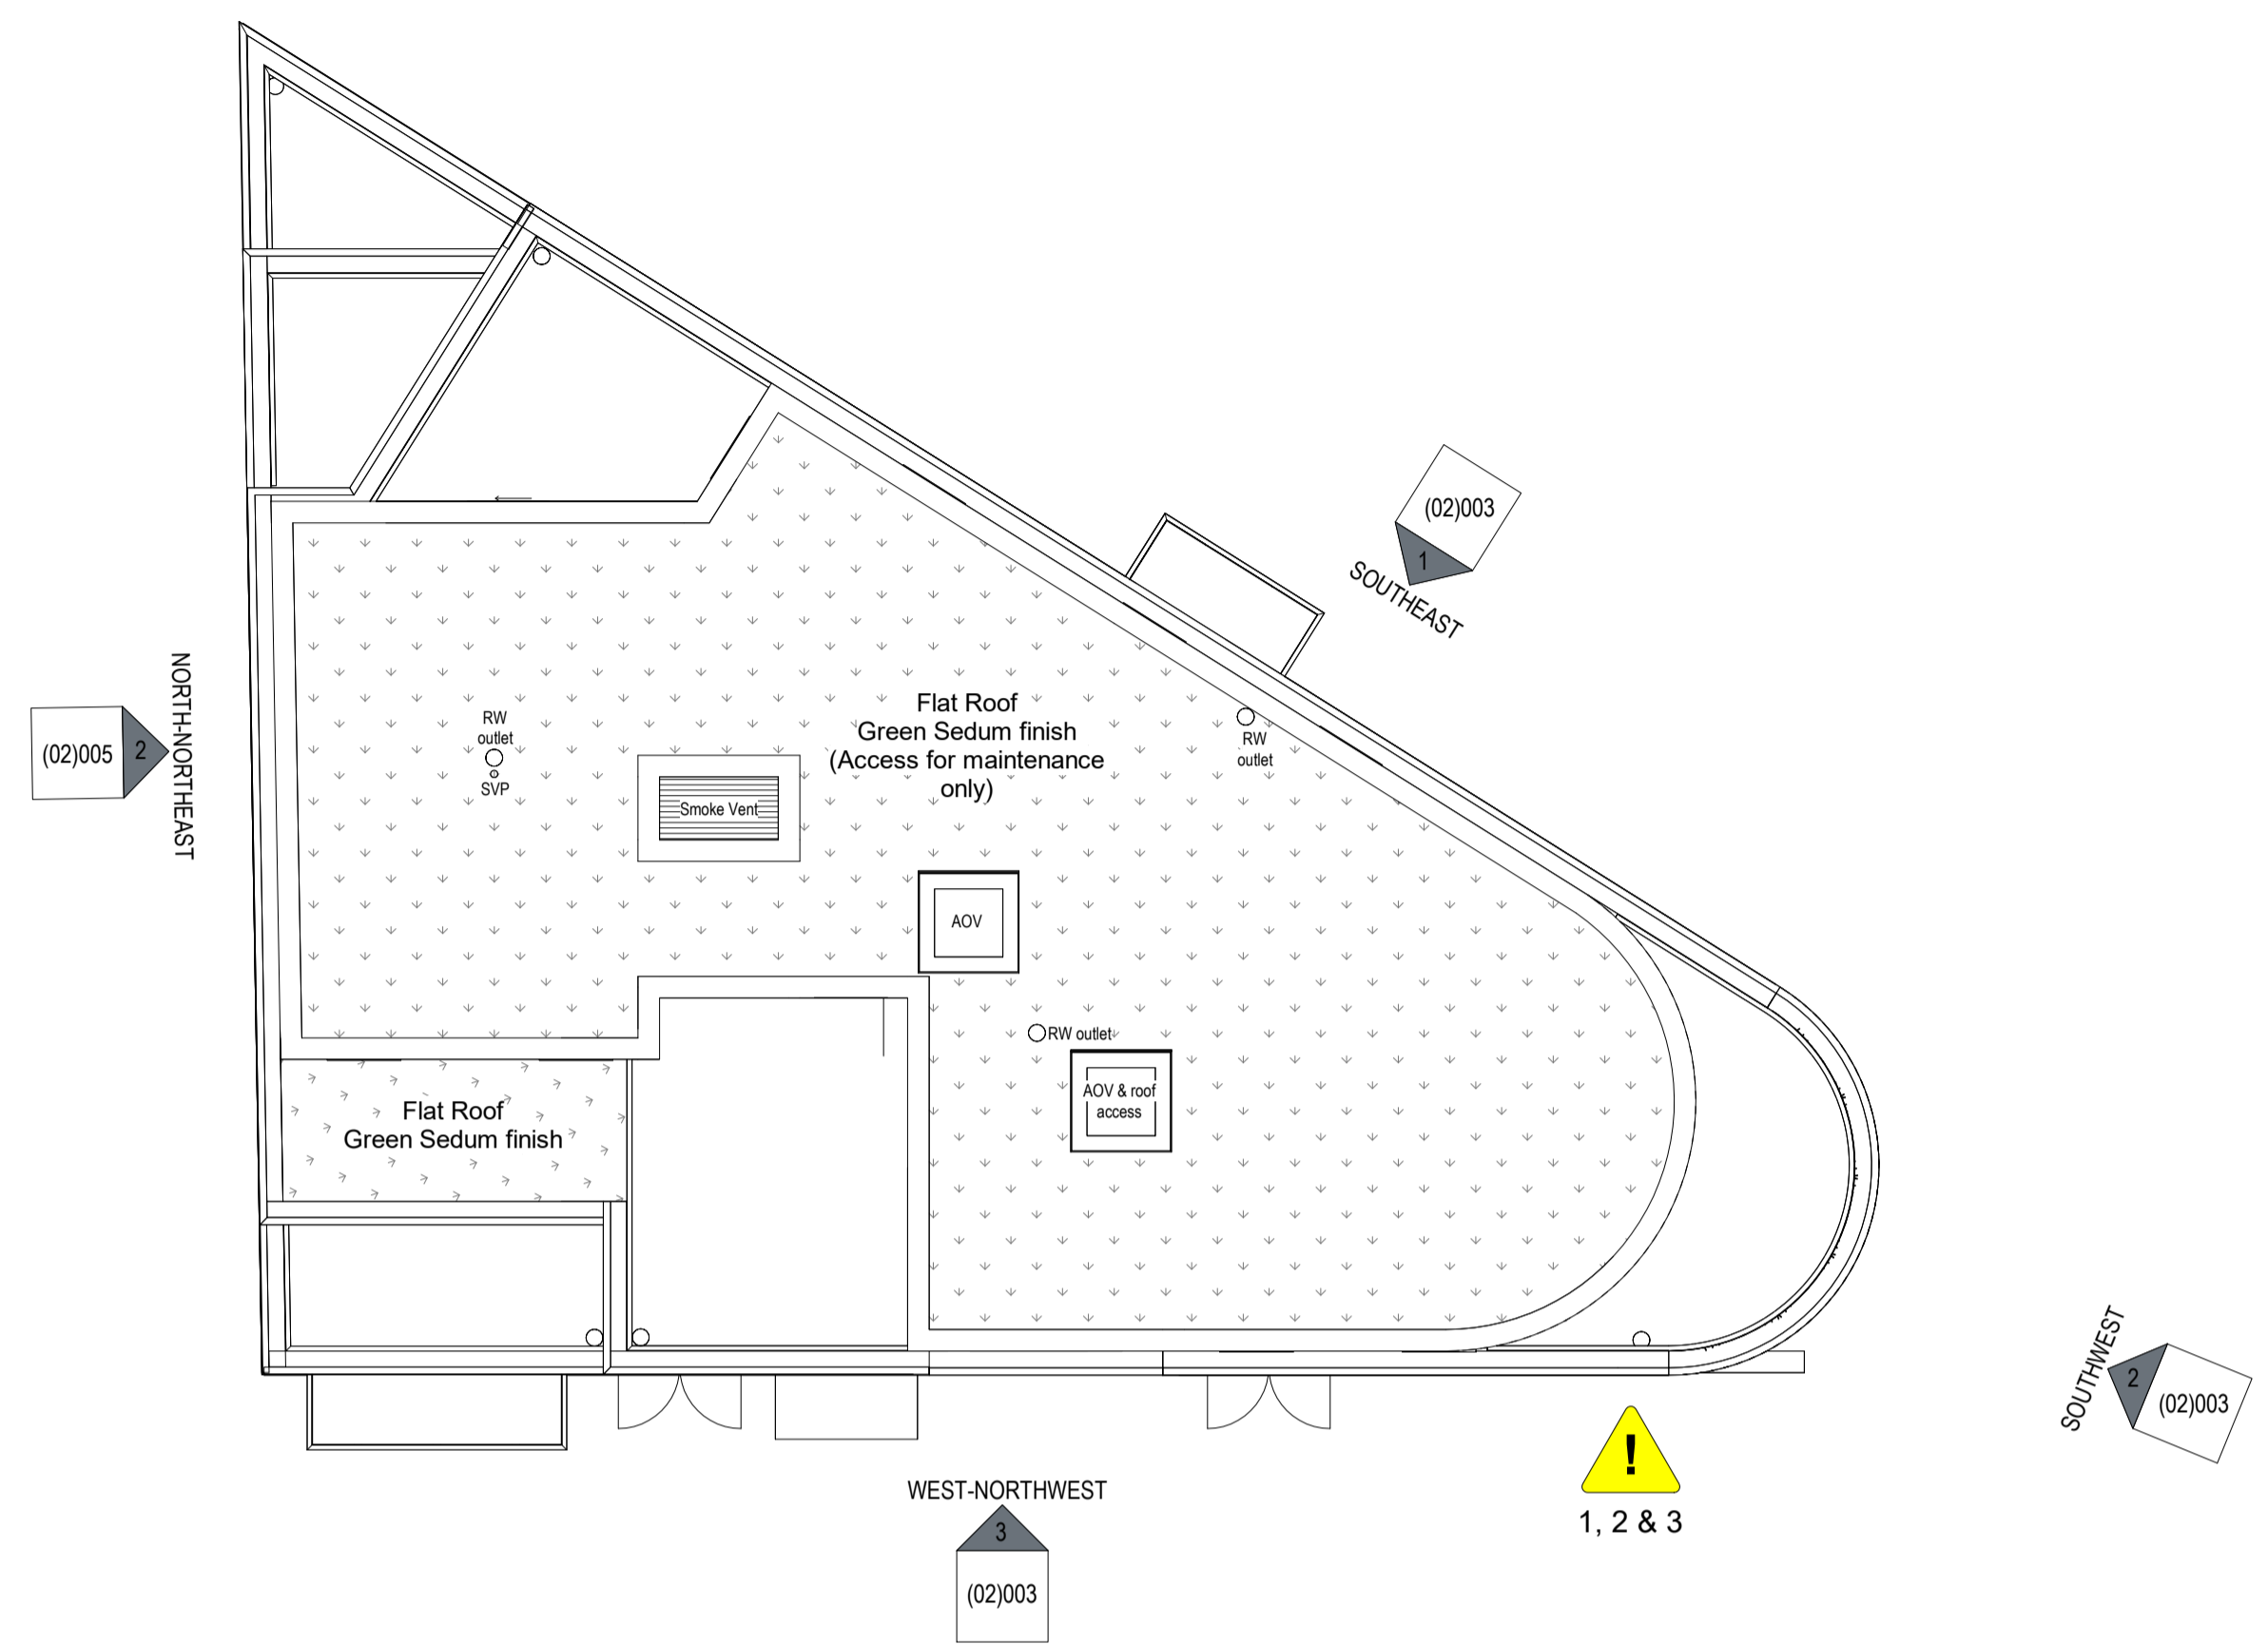 (02)003
1
SOUTHEAST
NORTH-NORTHEAST
(02)005
2
RW
outlet
SVP
Smoke Vent
Flat Roof
Green Sedum finish
(Access for maintenance
only)
RW
outlet
AOV
RW outlet
AOV & roof
access
Flat Roof
Green Sedum finish
SOUTHWEST
2
(02)003
WEST-NORTHWEST
3
(02)003
!
1, 2 & 3